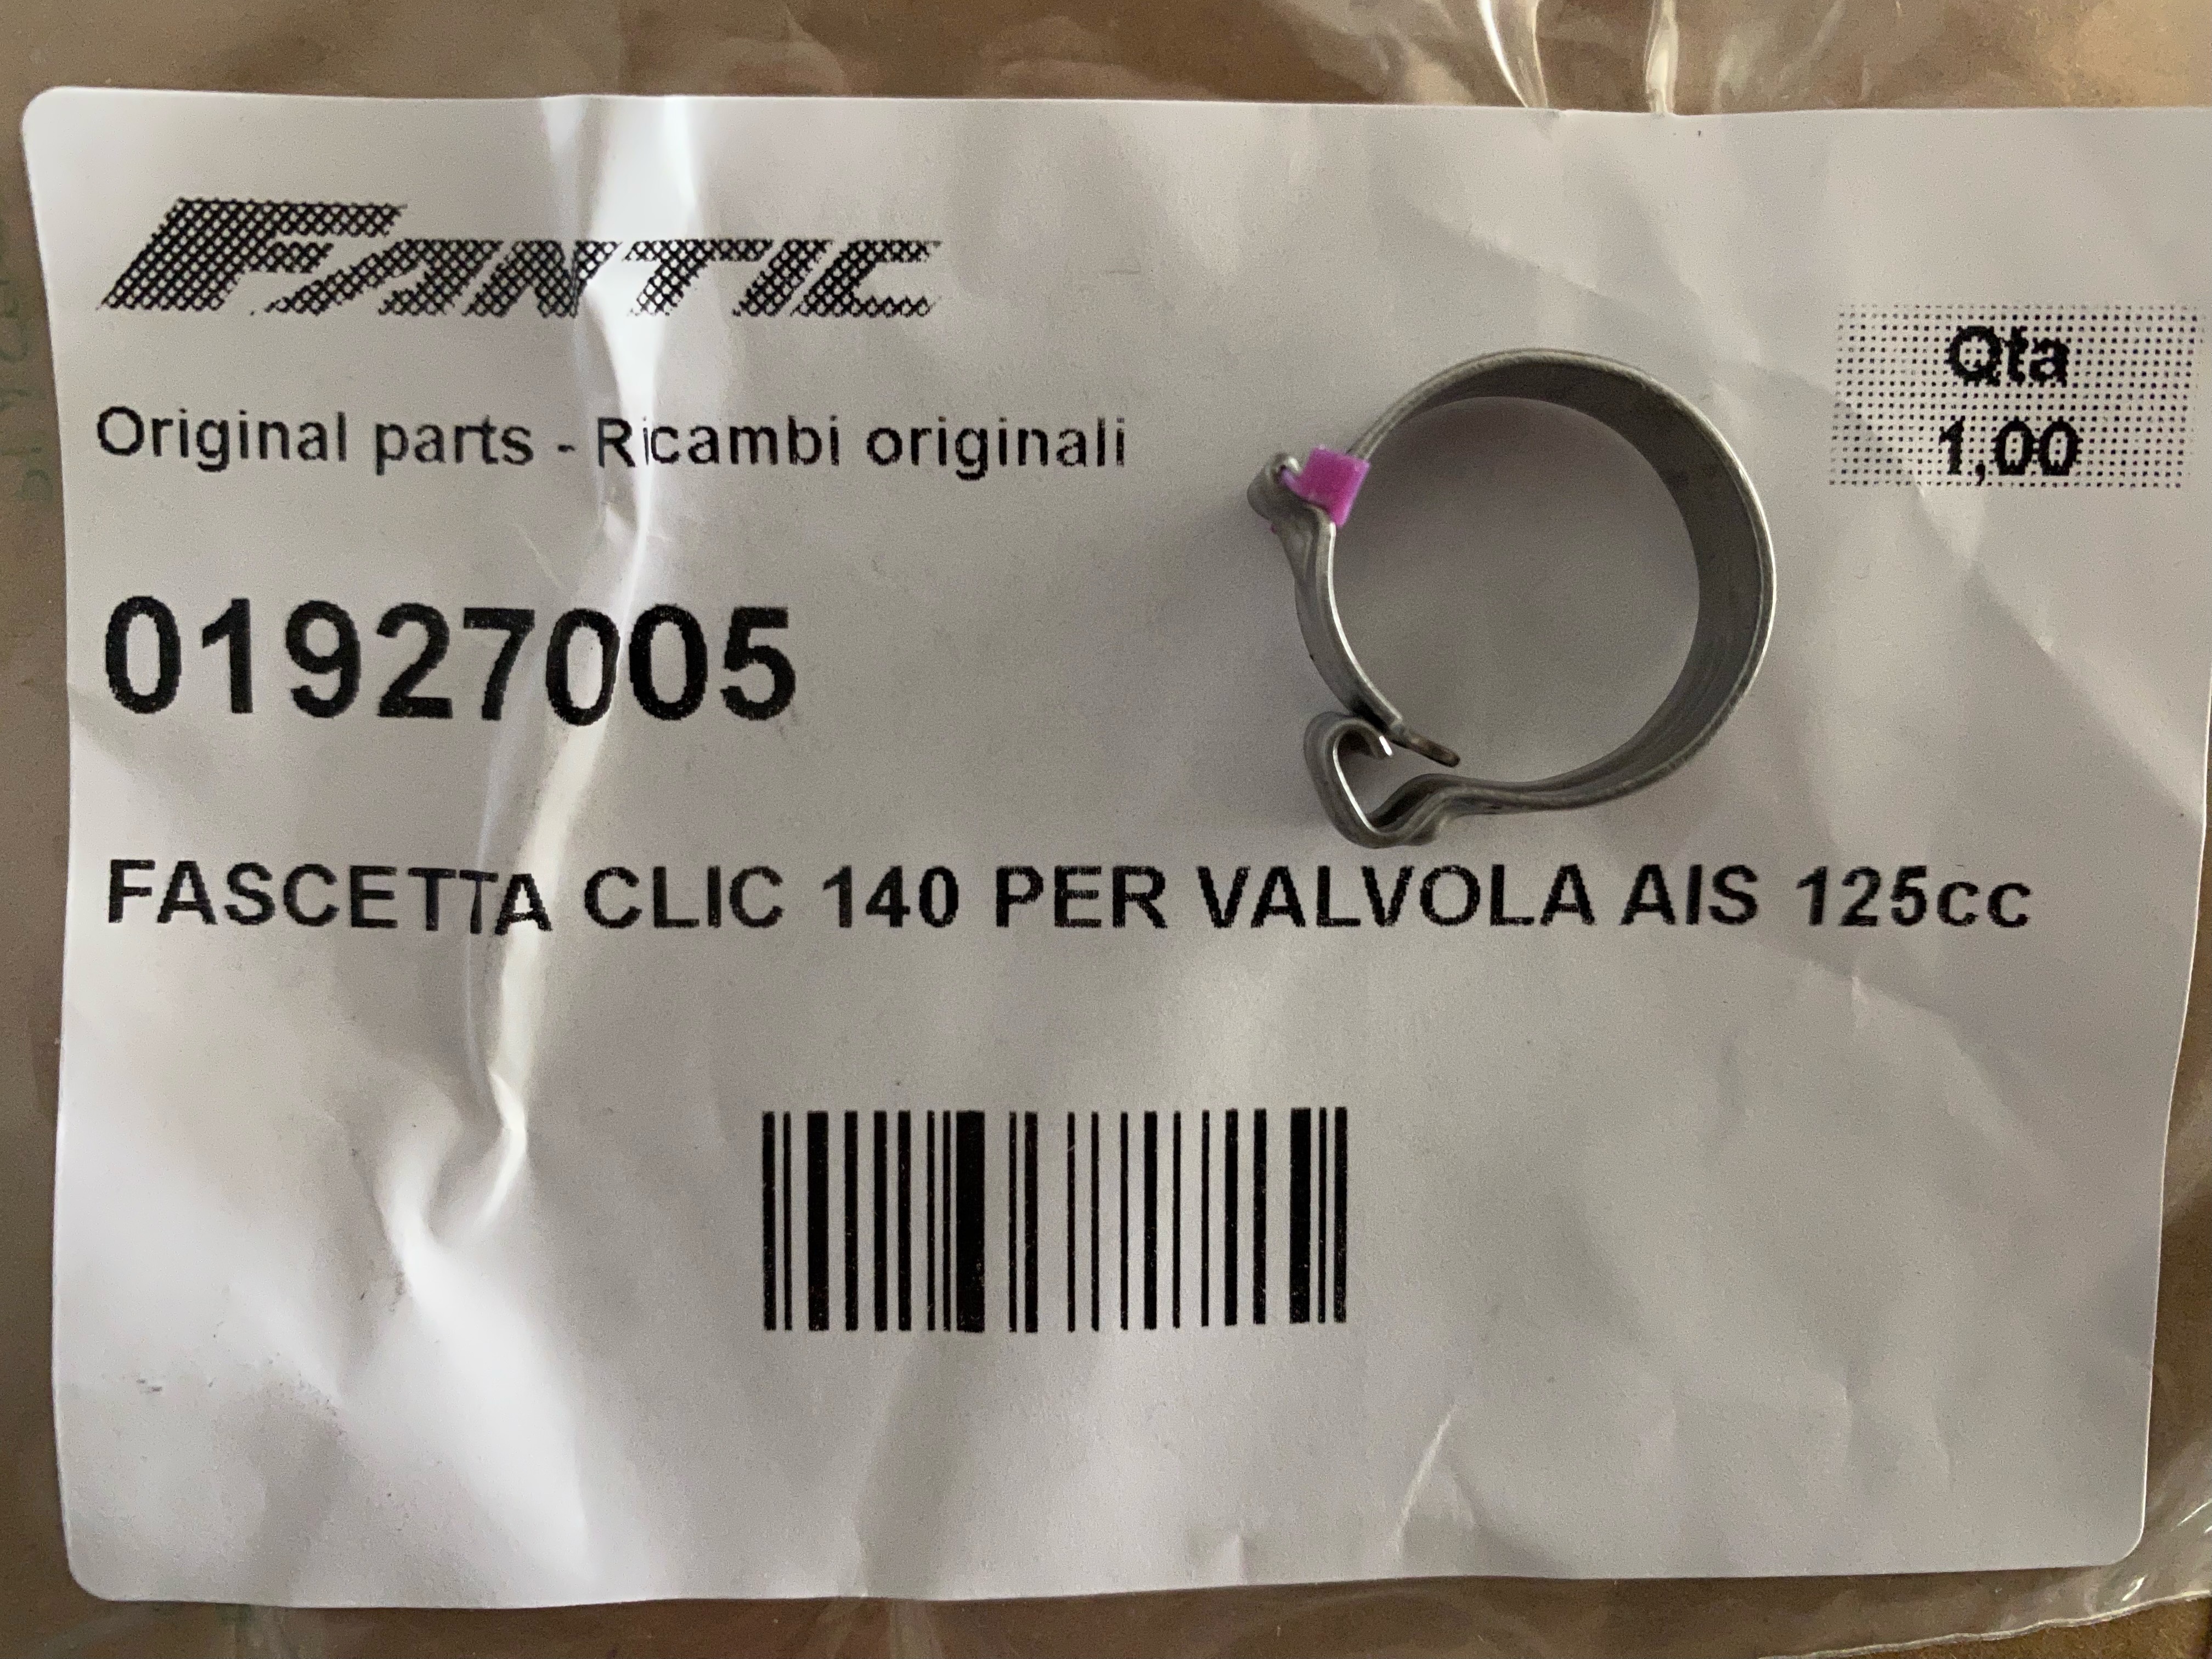 FANTIC
Qta
1,00
Original parts - Ricambi originali
01927005
FASCETTA CLIC 140 PER VALVOLA AIS 125cc